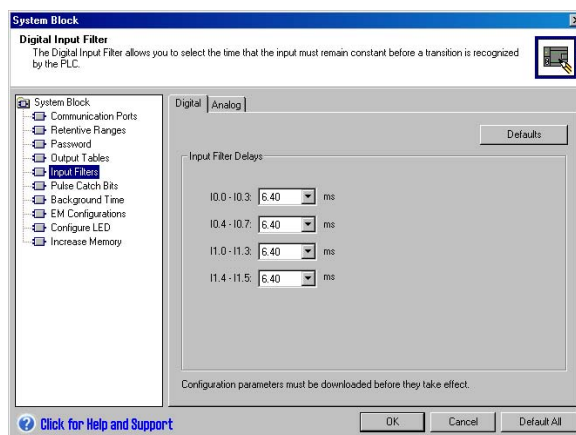 System Block
Digital Input Filter
The Digital Input Filter allows you to select the time that the input must remain constant before a transition is recognized
by the PLC.
System Block
Communication Ports
Retentive Ranges
Password
Output Tables
Input Filters
Pulse Catch Bits
Background Time
EM Configurations
Configure LED
Increase Memory
Digital Analog
Defaults
Input Filter Delays
I0.0 - I0.3: 6.40 ms
I0.4 - I0.7: 6.40 ms
I1.0 - I1.3: 6.40 ms
I1.4 - I1.5: 6.40 ms
Configuration parameters must be downloaded before they take effect.
Click for Help and Support
OK Cancel Default All